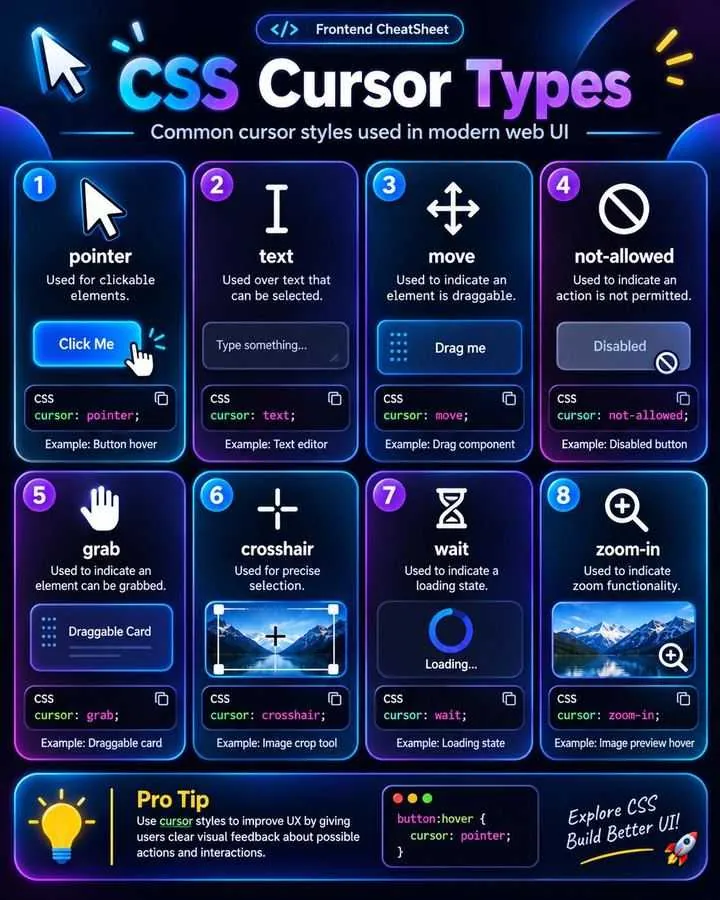 </> Frontend CheatSheet
CSS Cursor Types
Common cursor styles used in modern web UI
1
pointer
Used for clickable
elements.
Click Me
CSS
cursor: pointer;
Example: Button hover
2
text
Used over text that
can be selected.
Type something...
CSS
cursor: text;
Example: Text editor
3
move
Used to indicate an
element is draggable.
Drag me
CSS
cursor: move;
Example: Drag component
4
not-allowed
Used to indicate an
action is not permitted.
Disabled
CSS
cursor: not-allowed;
Example: Disabled button
5
grab
Used to indicate an
element can be grabbed.
Draggable Card
CSS
cursor: grab;
Example: Draggable card
6
crosshair
Used for precise
selection.
CSS
cursor: crosshair;
Example: Image crop tool
7
wait
Used to indicate a
loading state.
Loading...
CSS
cursor: wait;
Example: Loading state
8
zoom-in
Used to indicate
zoom functionality.
CSS
cursor: zoom-in;
Example: Image preview hover
Pro Tip
Use cursor styles to improve UX by giving
users clear visual feedback about possible
actions and interactions.
button:hover {
cursor: pointer;
}
Explore CSS
Build Better UI!